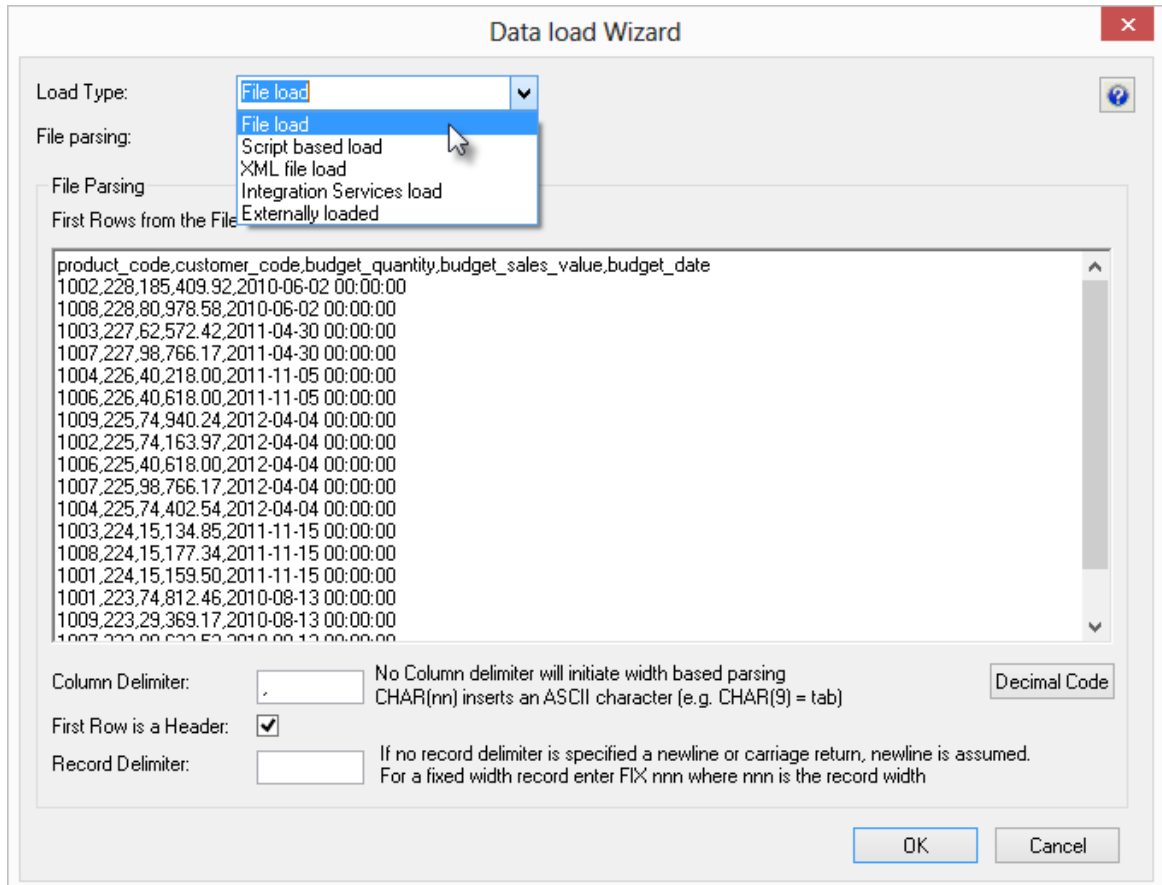 Data load Wizard
Load Type:
File load
File load
Script based load
XML file load
Integration Services load
Externally loaded
File parsing:
File Parsing
First Rows from the File
product_code,customer_code,budget_quantity,budget_sales_value,budget_date
1002,228,185,409.92,2010-06-02 00:00:00
1008,228,80,978.58,2010-06-02 00:00:00
1003,227,62,572.42,2011-04-30 00:00:00
1007,227,98,766.17,2011-04-30 00:00:00
1004,226,40,218.00,2011-11-05 00:00:00
1006,226,40,618.00,2011-11-05 00:00:00
1009,225,74,940.24,2012-04-04 00:00:00
1002,225,74,163.97,2012-04-04 00:00:00
1006,225,40,618.00,2012-04-04 00:00:00
1007,225,98,766.17,2012-04-04 00:00:00
1004,225,74,402.54,2012-04-04 00:00:00
1003,224,15,134.85,2011-11-15 00:00:00
1008,224,15,177.34,2011-11-15 00:00:00
1001,224,15,159.50,2011-11-15 00:00:00
1001,223,74,812.46,2010-08-13 00:00:00
1009,223,29,369.17,2010-08-13 00:00:00
Column Delimiter:
,
No Column delimiter will initiate width based parsing
CHAR(nn) inserts an ASCII character (e.g. CHAR(9) = tab)
Decimal Code
First Row is a Header:
Record Delimiter:
If no record delimiter is specified a newline or carriage return, newline is assumed.
For a fixed width record enter FIX nnn where nnn is the record width
OK
Cancel